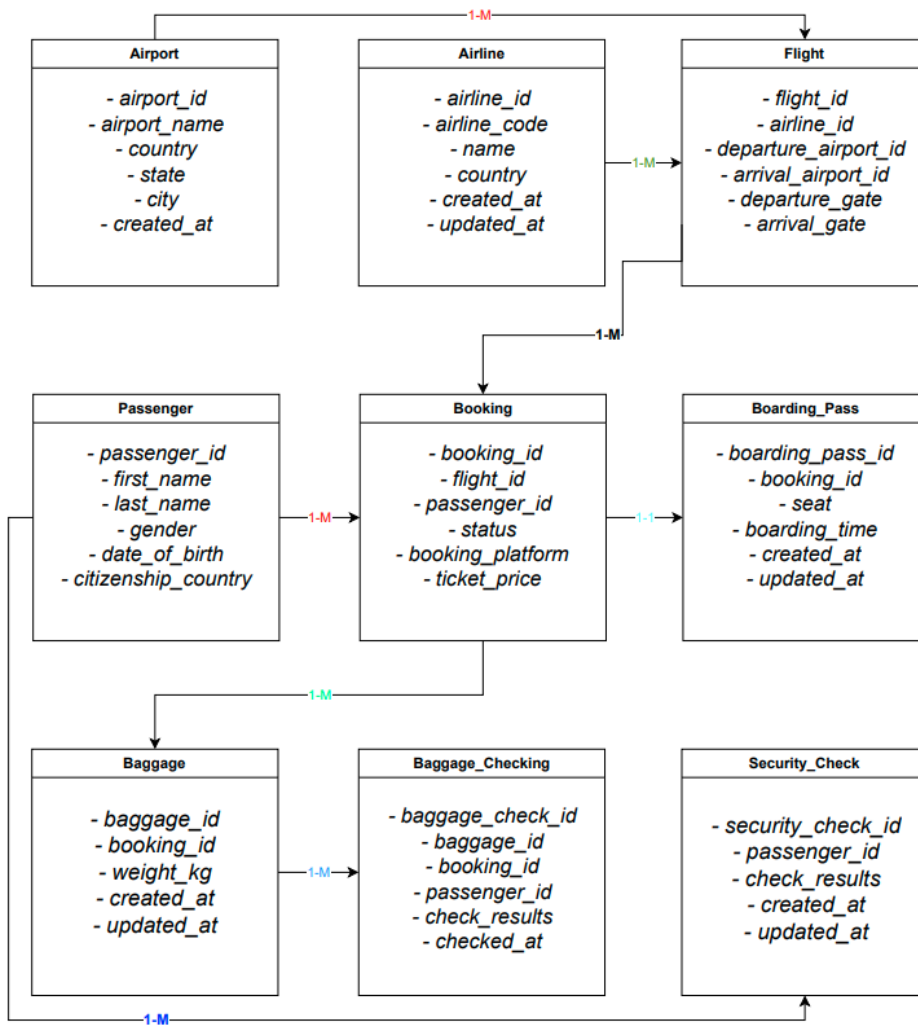 1-M
Airport
- airport_id
- airport_name
- country
- state
- city
- created_at
Airline
- airline_id
- airline_code
- name
- country
- created_at
- updated_at
1-M
Flight
- flight_id
- airline_id
- departure_airport_id
- arrival_airport_id
- departure_gate
- arrival_gate
1-M
Passenger
- passenger_id
- first_name
- last_name
- gender
- date_of_birth
- citizenship_country
1-M
Booking
- booking_id
- flight_id
- passenger_id
- status
- booking_platform
- ticket_price
1-1
Boarding_Pass
- boarding_pass_id
- booking_id
- seat
- boarding_time
- created_at
- updated_at
1-M
Baggage
- baggage_id
- booking_id
- weight_kg
- created_at
- updated_at
1-M
Baggage_Checking
- baggage_check_id
- baggage_id
- booking_id
- passenger_id
- check_results
- checked_at
Security_Check
- security_check_id
- passenger_id
- check_results
- created_at
- updated_at
1-M